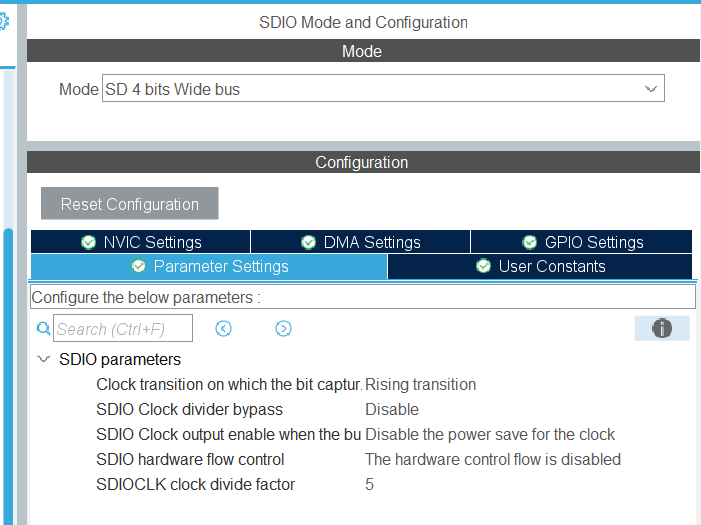 SDIO Mode and Configuration
Mode
Mode SD 4 bits Wide bus
Configuration
Reset Configuration
NVIC Settings DMA Settings GPIO Settings
Parameter Settings User Constants
Configure the below parameters :
Search (Ctrl+F)
SDIO parameters
Clock transition on which the bit captur. Rising transition
SDIO Clock divider bypass Disable
SDIO Clock output enable when the bu Disable the power save for the clock
SDIO hardware flow control The hardware control flow is disabled
SDIOCLK clock divide factor 5